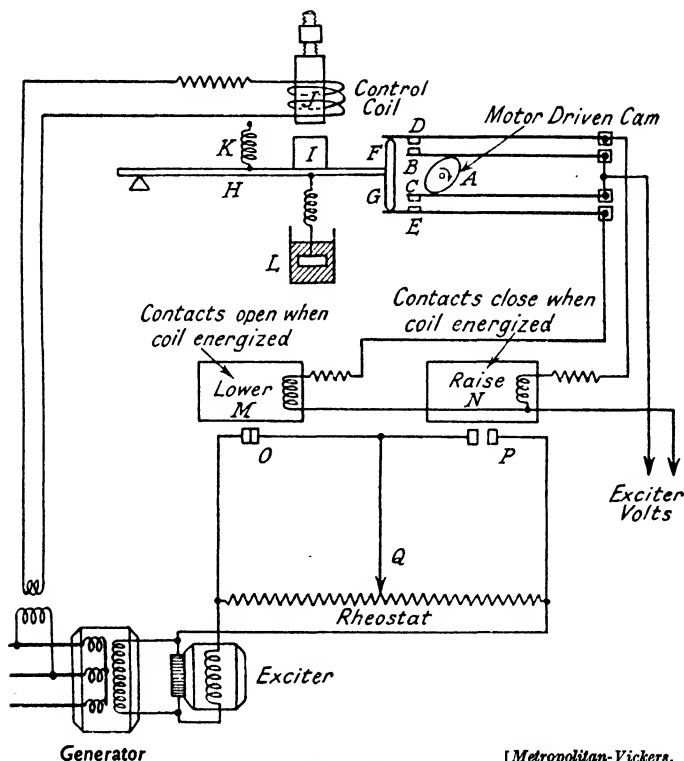 J
Control
Coil
Motor Driven Cam
D
K
F
I
B
A
C
H
G
E
L
Contacts open when
coil energized
Contacts close when
coil energized
Lower
M
Raise
N
O
P
Exciter
Volts
Q
Rheostat
Exciter
Generator
[Metropolitan-Vickers.